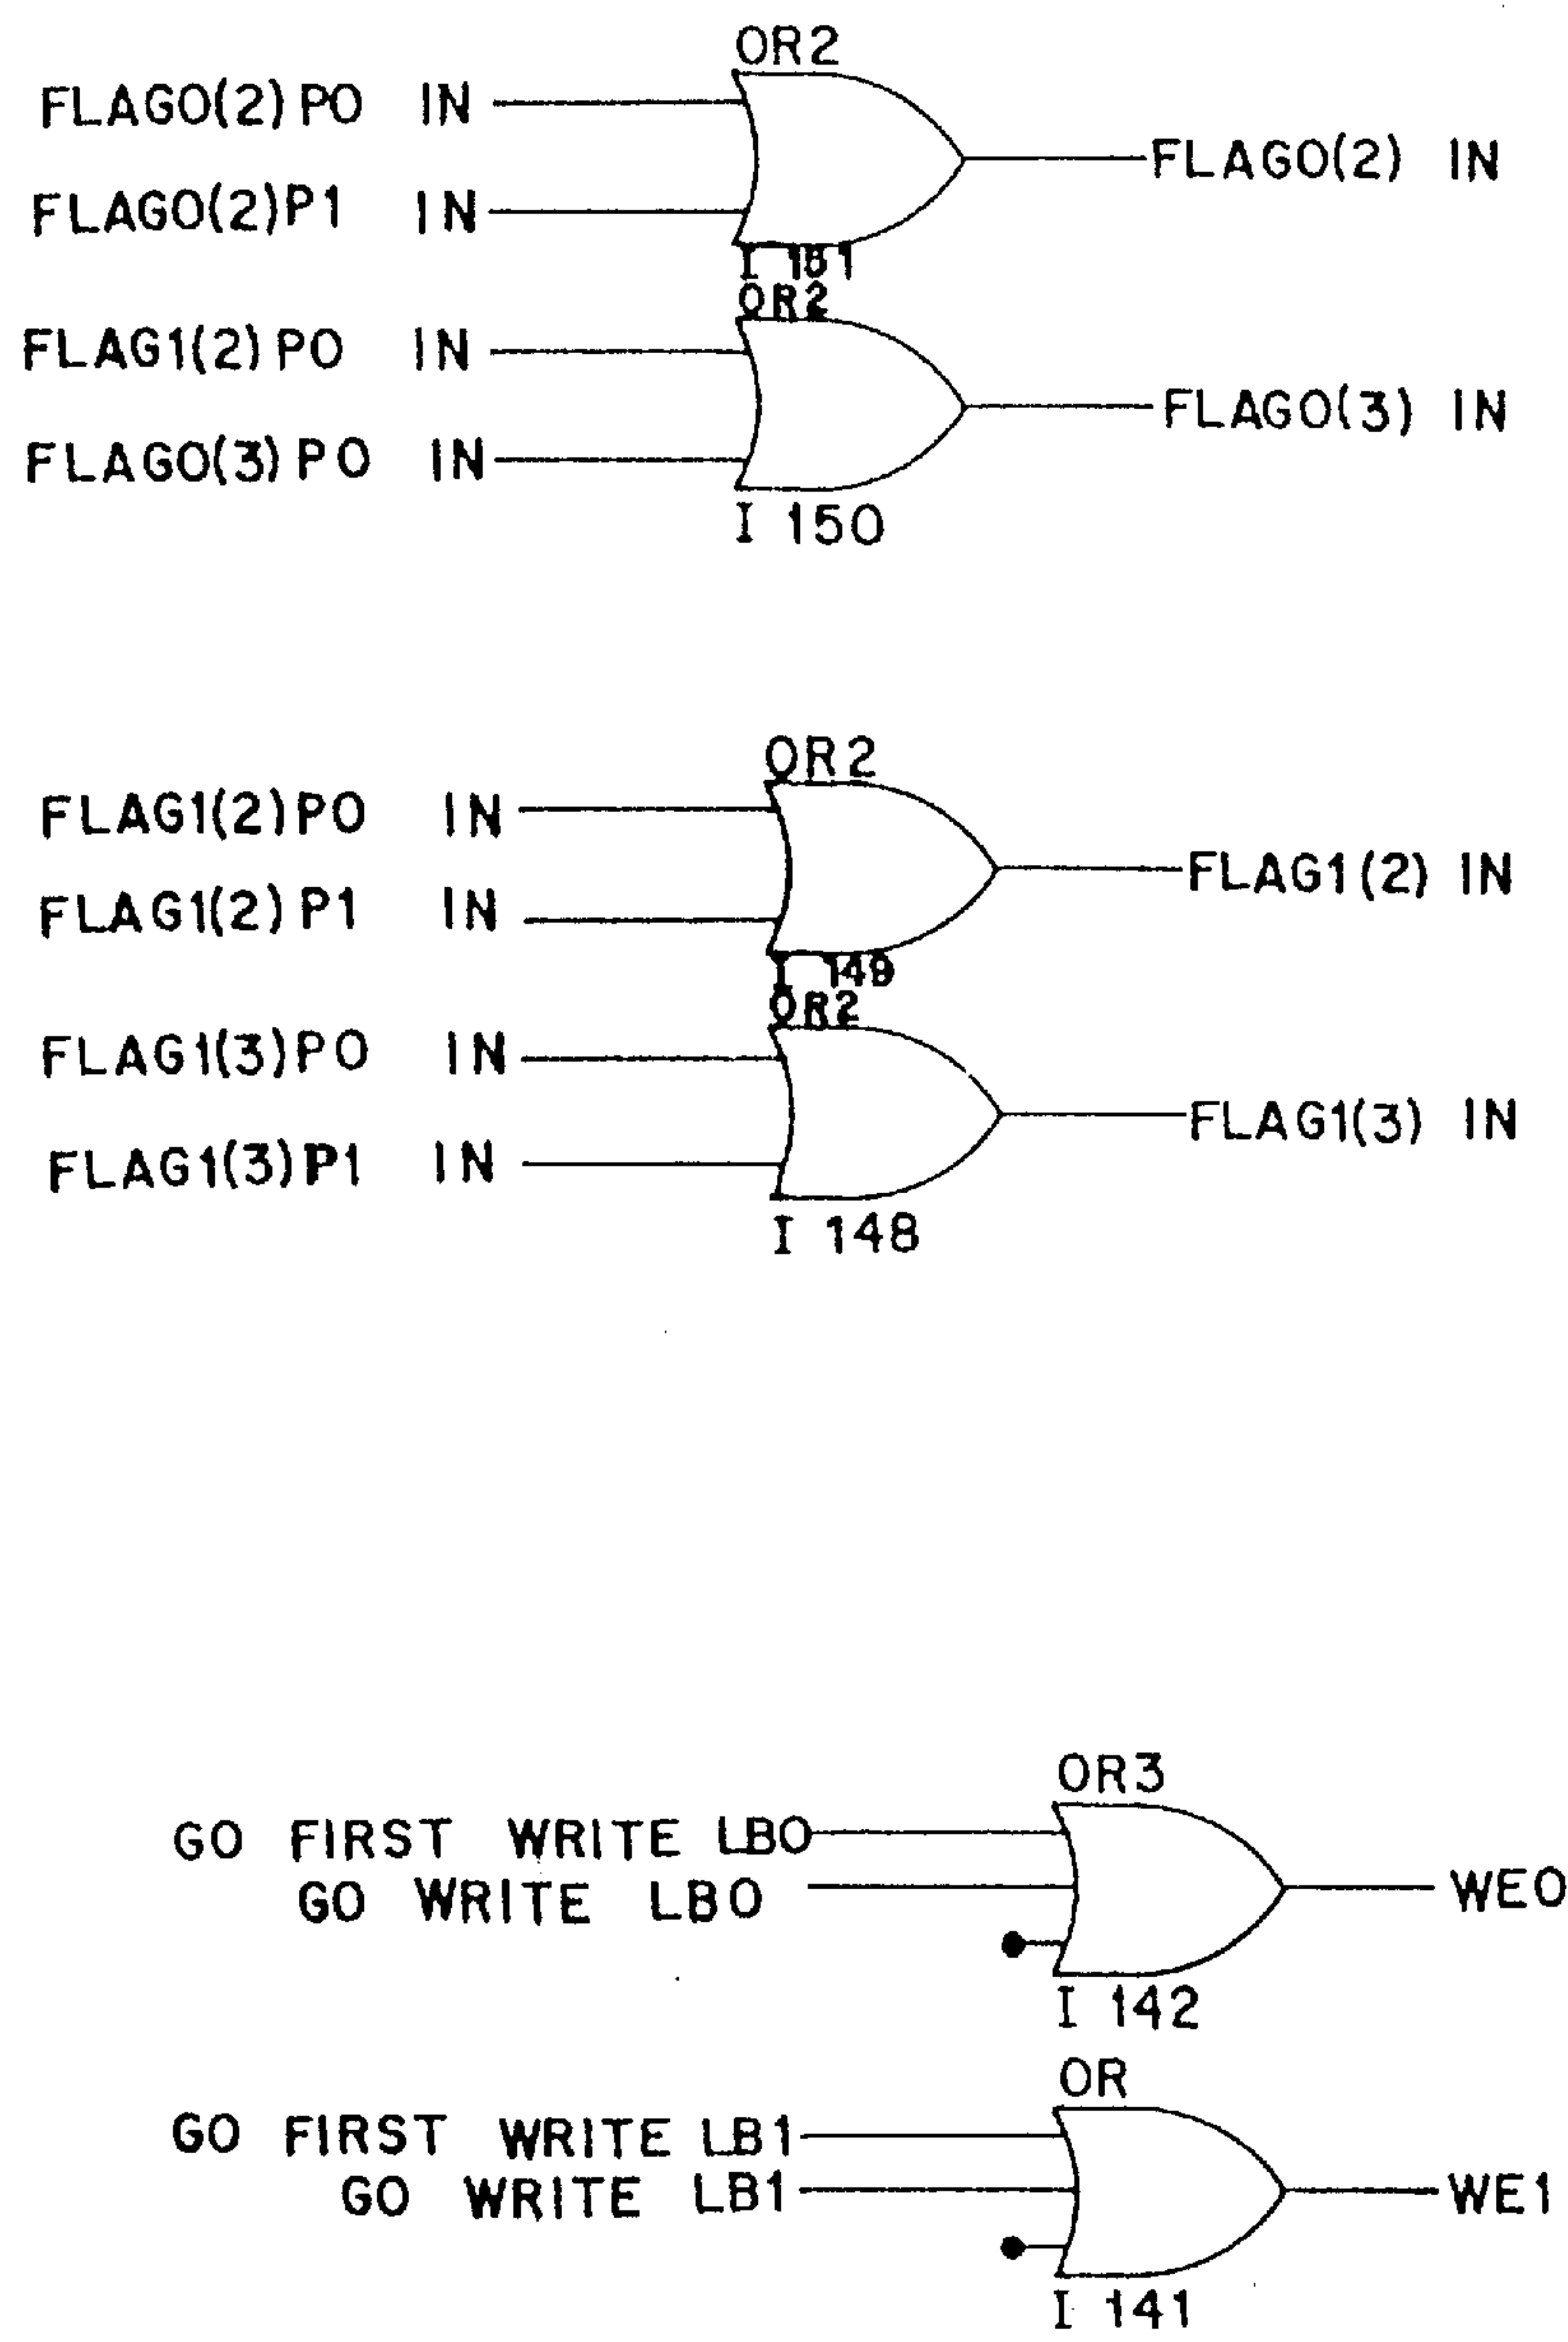 OR2
FLAG0(2)P0 IN
FLAG0(2) IN
FLAG0(2)P1 IN
I 151
OR2
FLAG1(2)P0 IN
FLAG0(3) IN
FLAG0(3)P0 IN
I 150
OR2
FLAG1(2)P0 IN
FLAG1(2) IN
FLAG1(2)P1 IN
I 149
OR2
FLAG1(3)P0 IN
FLAG1(3) IN
FLAG1(3)P1 IN
I 148
OR3
GO FIRST WRITE LB0
GO WRITE LB0
WE0
I 142
OR
GO FIRST WRITE LB1
GO WRITE LB1
WE1
I 141